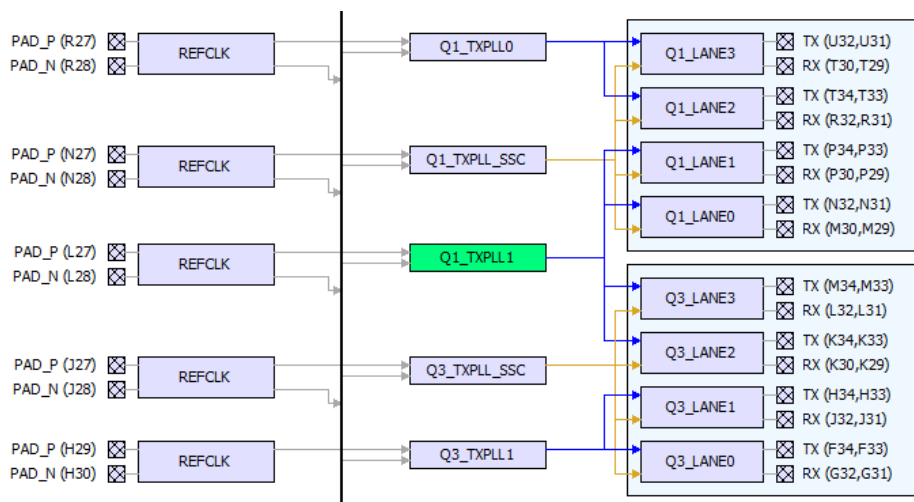 PAD_P (R27)
PAD_N (R28)
REFCLK
Q1_TXPLL0
Q1_LANE3
TX (U32,U31)
RX (T30,T29)
Q1_LANE2
TX (T34,T33)
RX (R32,R31)
PAD_P (N27)
PAD_N (N28)
REFCLK
Q1_TXPLL_SSC
Q1_LANE1
TX (P34,P33)
RX (P30,P29)
Q1_LANE0
TX (N32,N31)
RX (M30,M29)
PAD_P (L27)
PAD_N (L28)
REFCLK
Q1_TXPLL1
Q3_LANE3
TX (M34,M33)
RX (L32,L31)
Q3_LANE2
TX (K34,K33)
RX (K30,K29)
PAD_P (J27)
PAD_N (J28)
REFCLK
Q3_TXPLL_SSC
Q3_LANE1
TX (H34,H33)
RX (J32,J31)
PAD_P (H29)
PAD_N (H30)
REFCLK
Q3_TXPLL1
Q3_LANE0
TX (F34,F33)
RX (G32,G31)